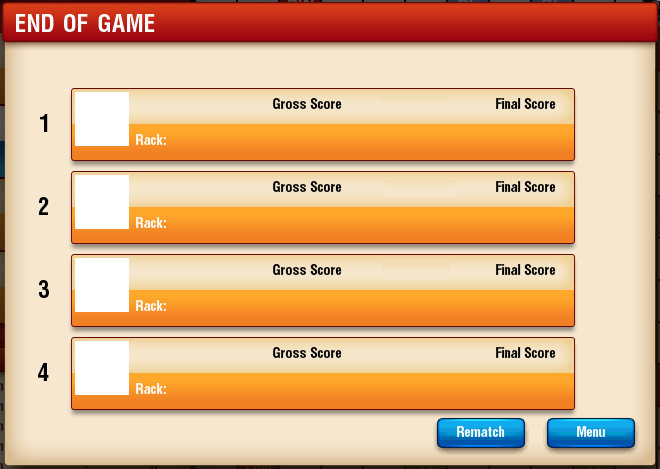 END OF GAME
1
Gross Score Final Score
Rack:
2
Gross Score Final Score
Rack:
3
Gross Score Final Score
Rack:
4
Gross Score Final Score
Rack:
Rematch Menu